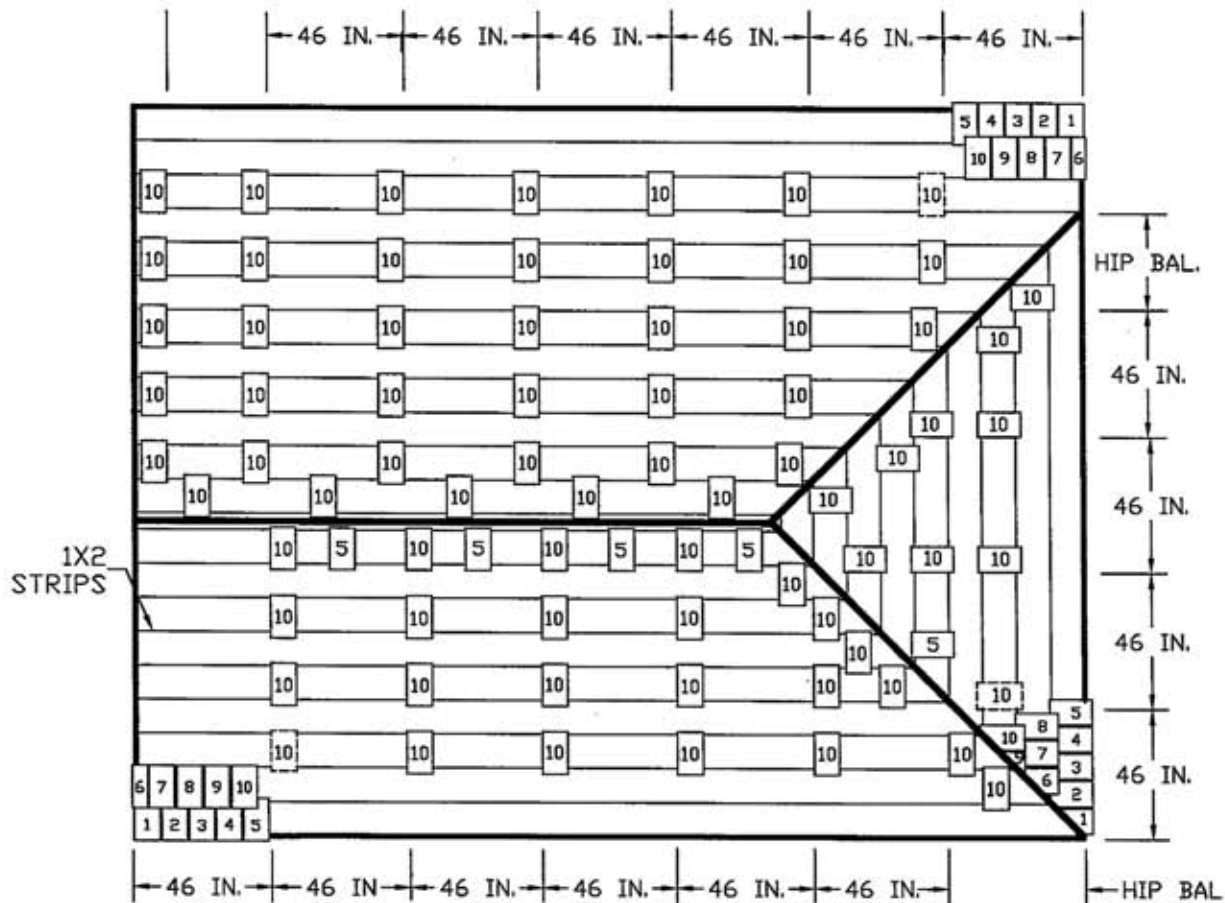 46 IN. 46 IN. 46 IN. 46 IN. 46 IN. 46 IN.
5 4 3 2 1
10 9 8 7 6
10 10 10 10 10 10 10
HIP BAL.
10 10 10 10 10 10 10
10
10 10 10 10 10 10 10
10
46 IN.
10 10 10 10 10 10
10 10
10 10 10 10 10 10
10
10 10 10 10 10
10
46 IN.
1X2
STRIPS
10 5 10 5 10 5 10 5
10 10 10
10
46 IN.
10 10 10 10 10
10
5
10 10 10 10 10 10
10
46 IN.
5
8
10 4
10 10 10 10 10 10
7
9 3
6
10
2
6 7 8 9 10
1 2 3 4 5
1
46 IN. 46 IN 46 IN. 46 IN. 46 IN. 46 IN.
HIP BAL